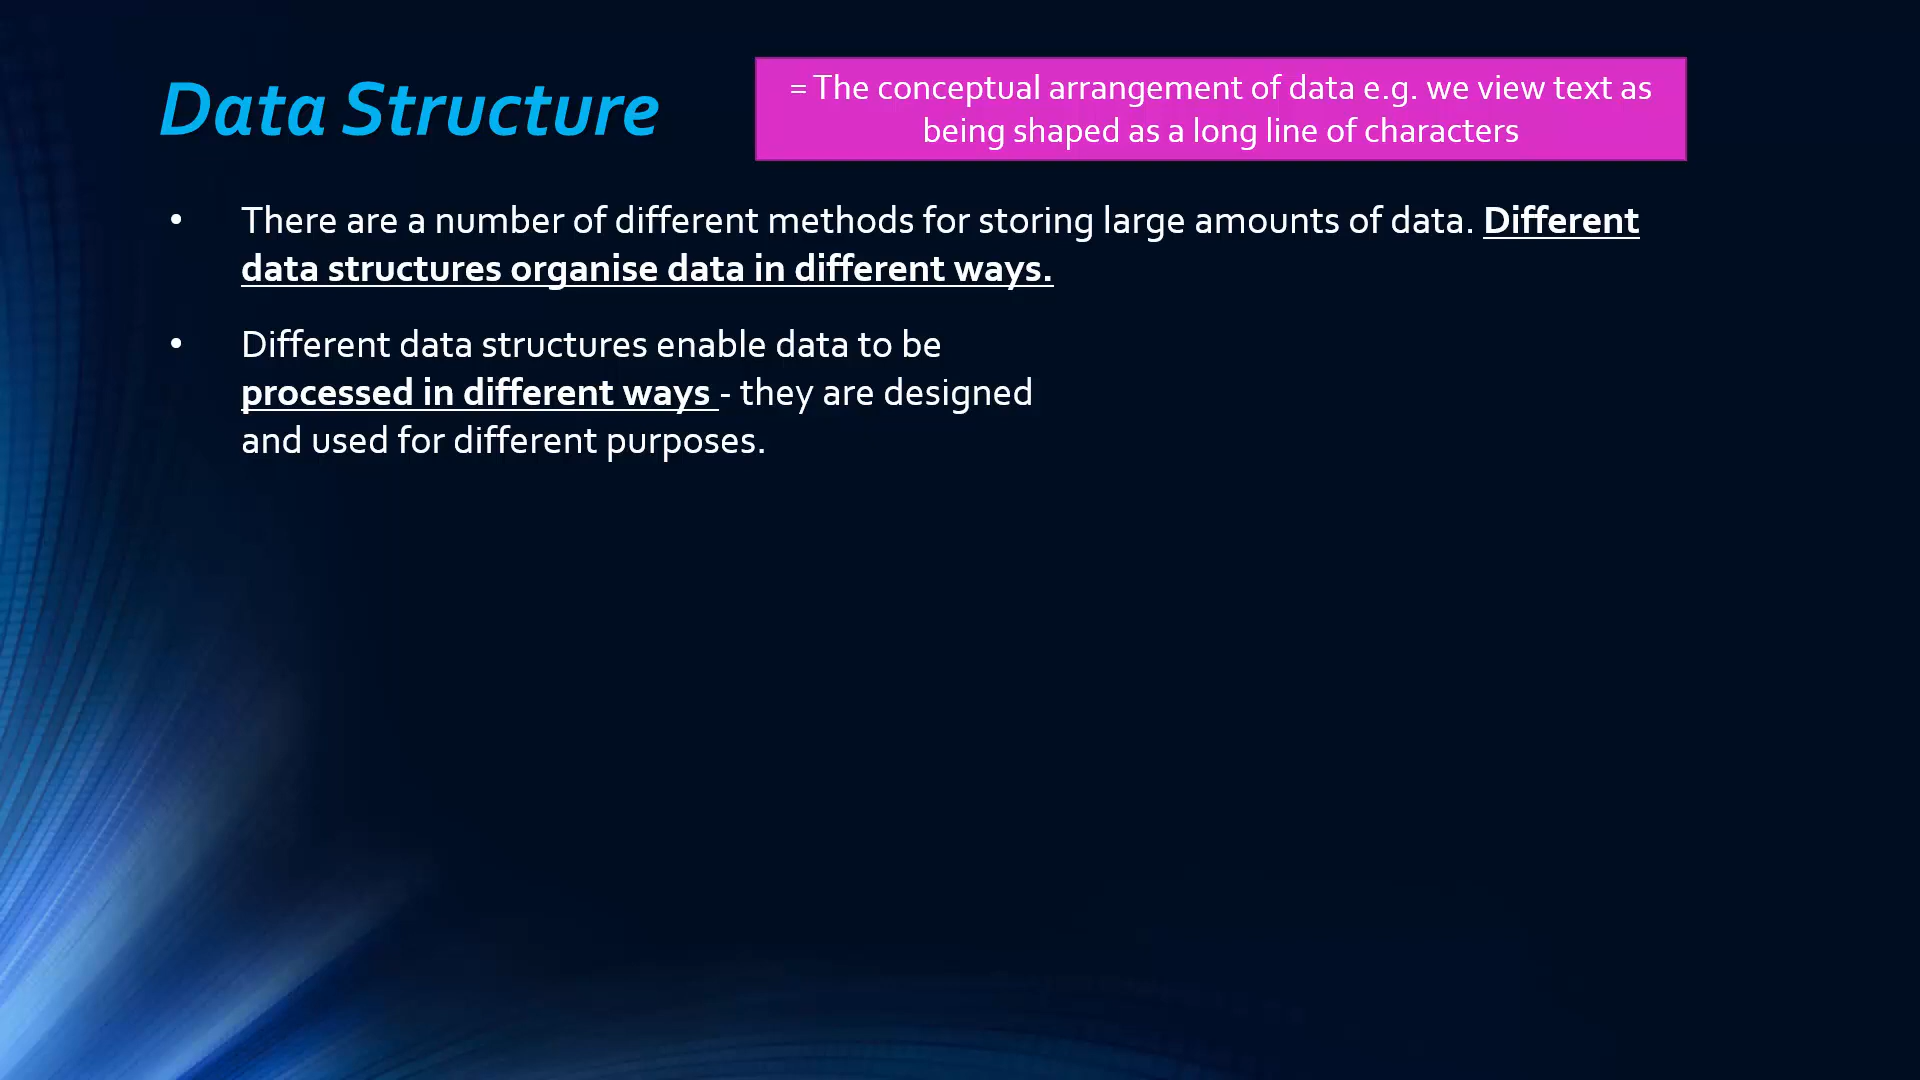 Data Structure
= The conceptual arrangement of data e.g. we view text as
being shaped as a long line of characters
• There are a number of different methods for storing large amounts of data. Different
data structures organise data in different ways.
• Different data structures enable data to be
processed in different ways - they are designed
and used for different purposes.